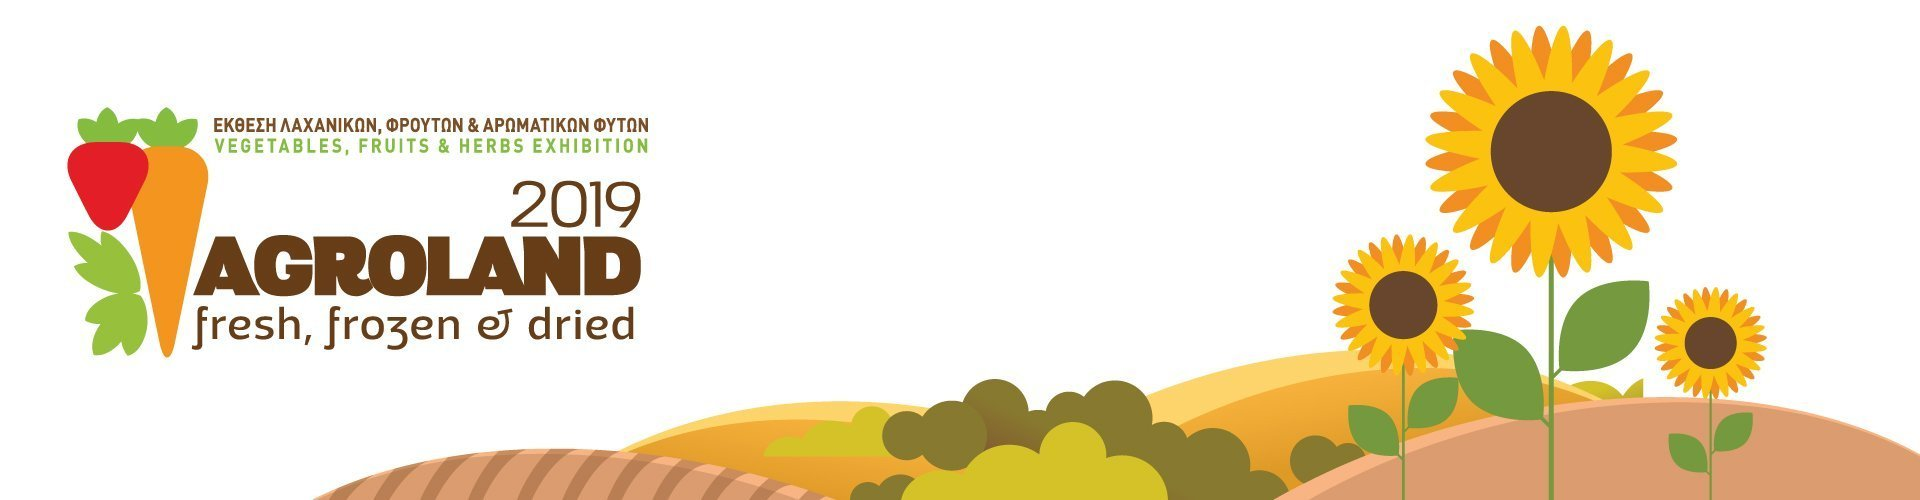 ΕΚΘΕΣΗ ΛΑΧΑΝΙΚΩΝ, ΦΡΟΥΤΩΝ & ΑΡΩΜΑΤΙΚΩΝ ΦΥΤΩΝ
VEGETABLES, FRUITS & HERBS EXHIBITION
2019
AGROLAND
fresh, frozen & dried